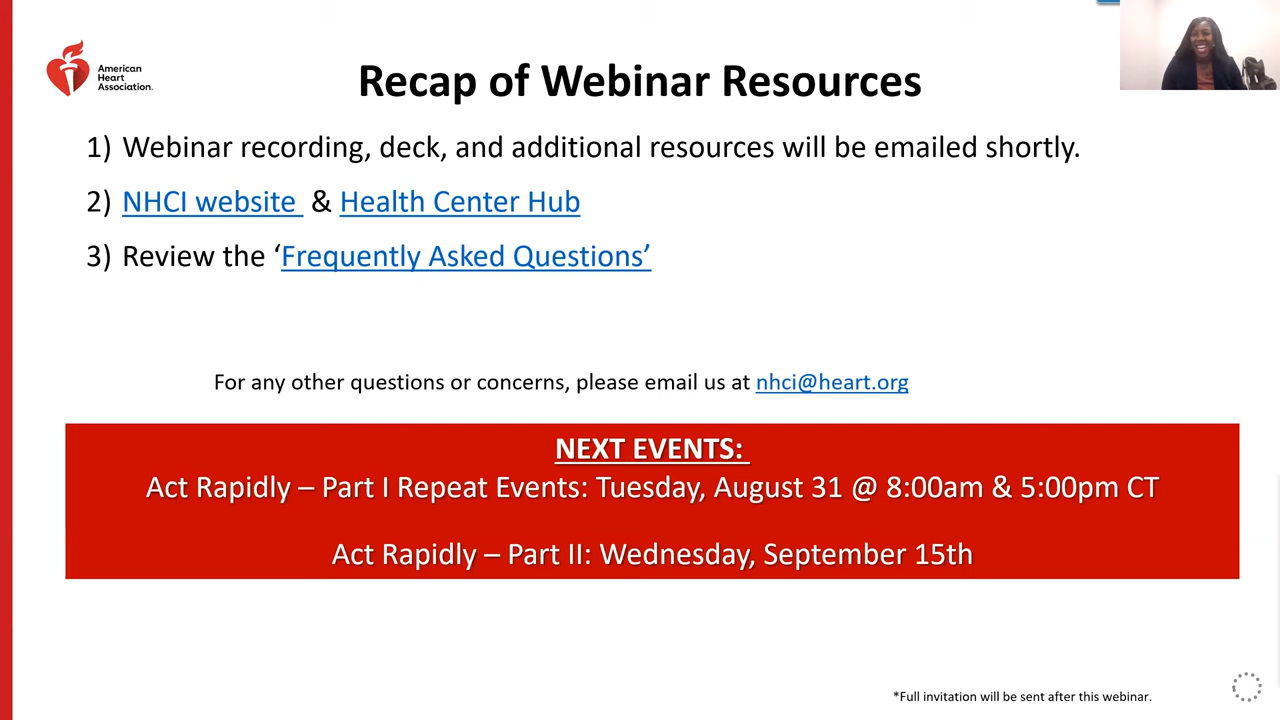 American
Heart
Association.
Recap of Webinar Resources
1) Webinar recording, deck, and additional resources will be emailed shortly.
2) NHCI website & Health Center Hub
3) Review the ‘Frequently Asked Questions’
For any other questions or concerns, please email us at nhci@heart.org
NEXT EVENTS:
Act Rapidly – Part I Repeat Events: Tuesday, August 31 @ 8:00am & 5:00pm CT
Act Rapidly – Part II: Wednesday, September 15th
*Full invitation will be sent after this webinar.